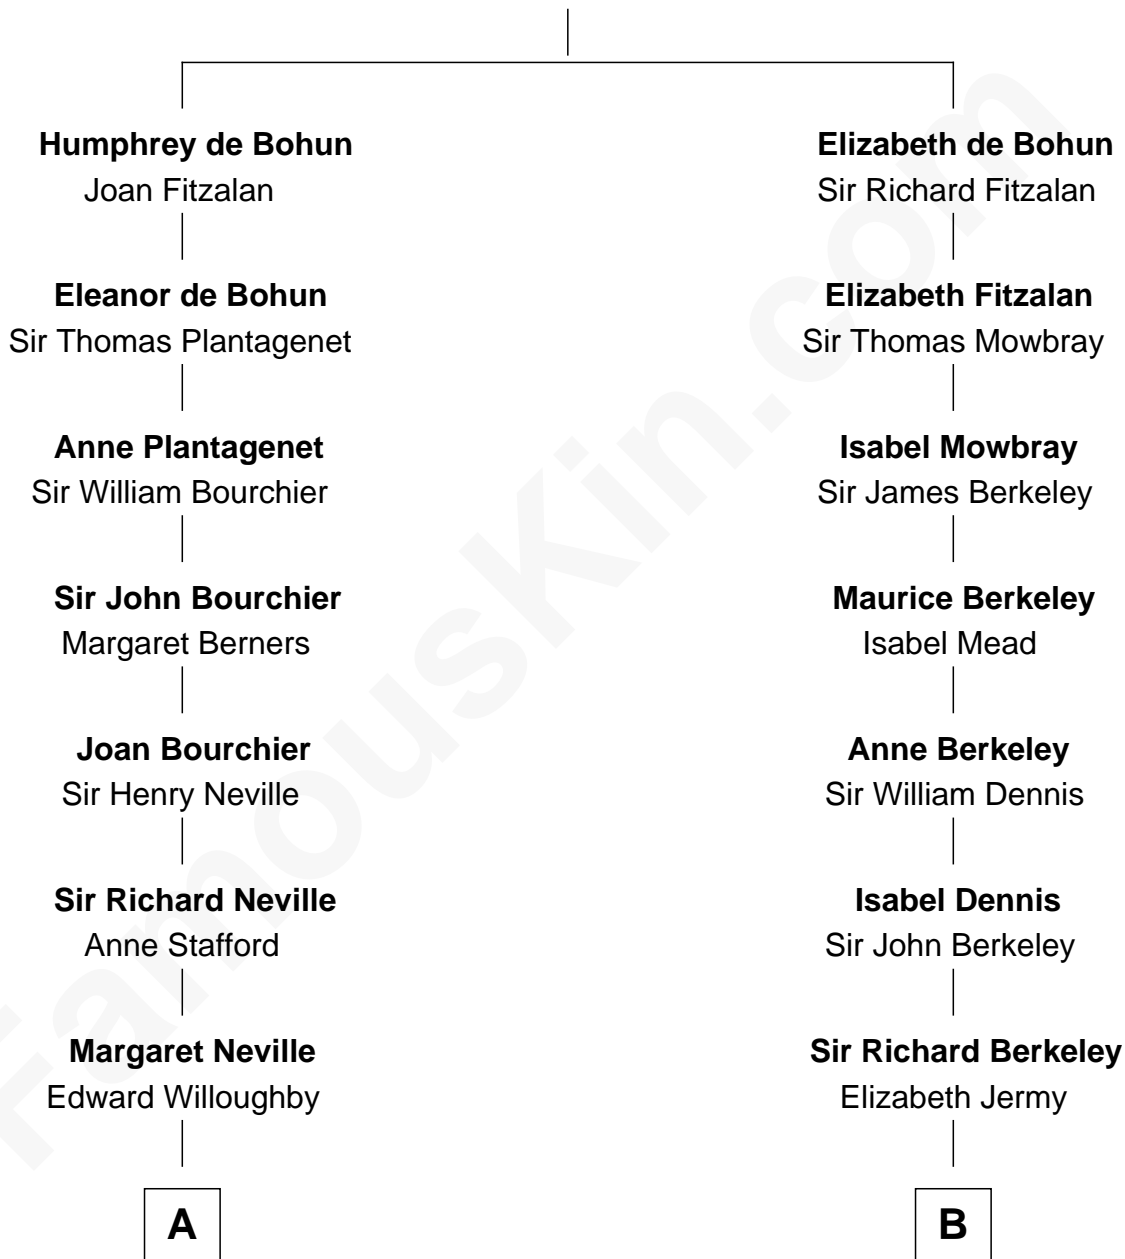 Humphrey de Bohun
Joan Fitzalan
Eleanor de Bohun
Sir Thomas Plantagenet
Anne Plantagenet
Sir William Bourchier
Sir John Bourchier
Margaret Berners
Joan Bourchier
Sir Henry Neville
Sir Richard Neville
Anne Stafford
Margaret Neville
Edward Willoughby
A
Elizabeth de Bohun
Sir Richard Fitzalan
Elizabeth Fitzalan
Sir Thomas Mowbray
Isabel Mowbray
Sir James Berkeley
Maurice Berkeley
Isabel Mead
Anne Berkeley
Sir William Dennis
Isabel Dennis
Sir John Berkeley
Sir Richard Berkeley
Elizabeth Jermy
B
FamousKin.com